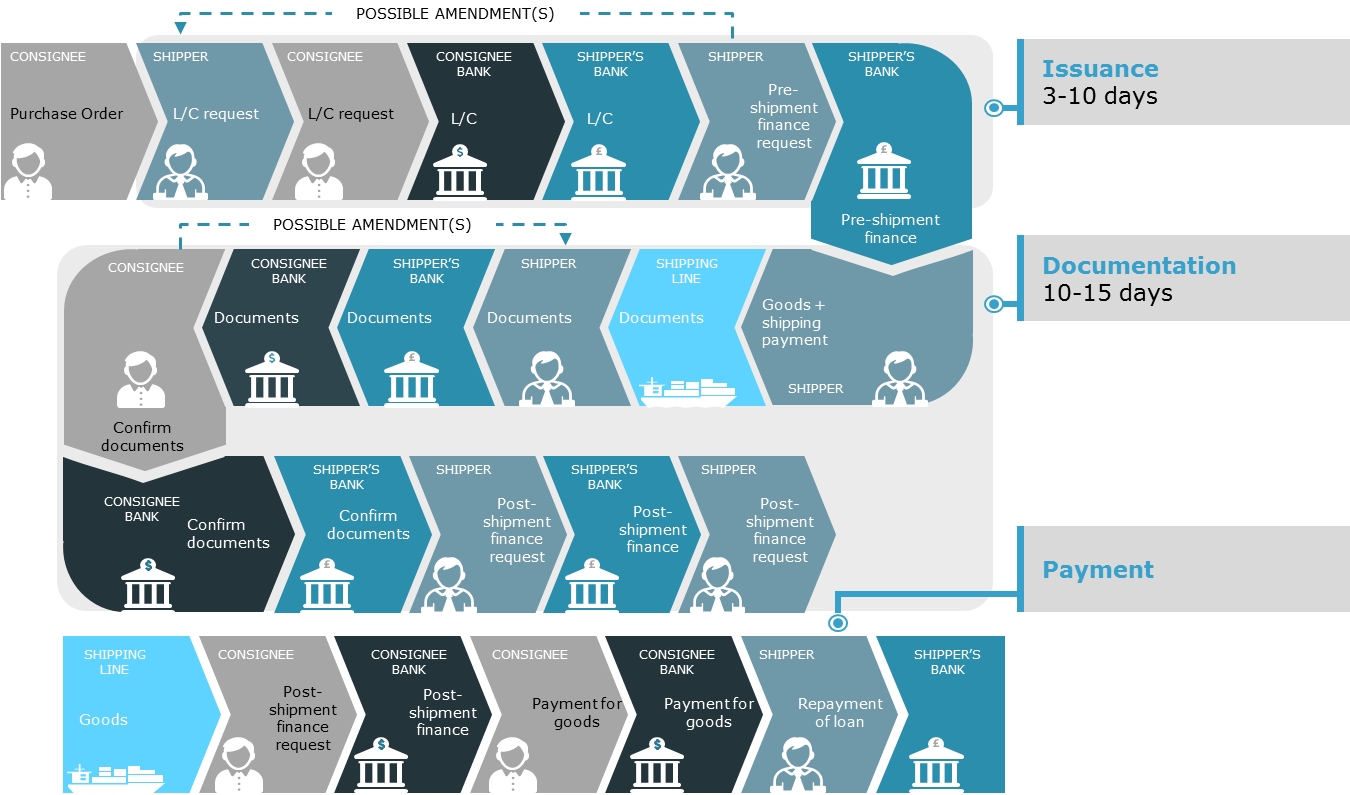 POSSIBLE AMENDMENT(S)
CONSIGNEE
Purchase Order
SHIPPER
L/C request
CONSIGNEE
L/C request
CONSIGNEE
BANK
L/C
$
SHIPPER'S
BANK
L/C
£
SHIPPER
Pre-
shipment
finance
request
SHIPPER'S
BANK
£
Pre-shipment
finance
Issuance
3-10 days
POSSIBLE AMENDMENT(S)
CONSIGNEE
Confirm
documents
CONSIGNEE
BANK
Documents
$
SHIPPER'S
BANK
Documents
£
SHIPPER
Documents
SHIPPING
LINE
Documents
Goods +
shipping
payment
SHIPPER
Documentation
10-15 days
CONSIGNEE
BANK
Confirm
documents
$
SHIPPER'S
BANK
Confirm
documents
£
SHIPPER
Post-
shipment
finance
request
SHIPPER'S
BANK
Post-
shipment
finance
£
SHIPPER
Post-
shipment
finance
request
Payment
SHIPPING
LINE
Goods
CONSIGNEE
Post-
shipment
finance
request
CONSIGNEE
BANK
Post-
shipment
finance
$
CONSIGNEE
Payment for
goods
CONSIGNEE
BANK
Payment for
goods
$
SHIPPER
Repayment
of loan
SHIPPER'S
BANK
£